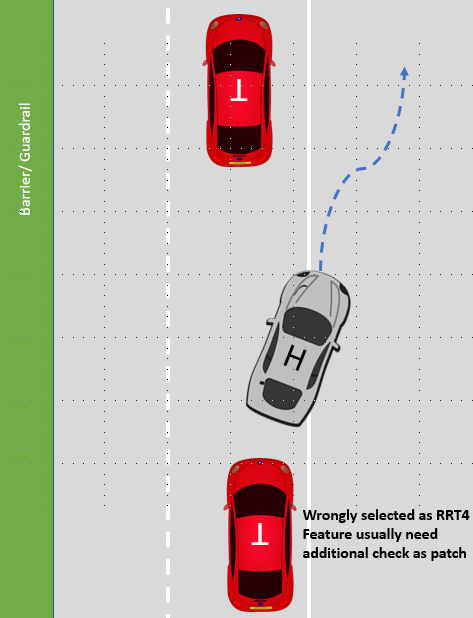 Barrier/ Guardrail
T
H
T
Wrongly selected as RRT4
Feature usually need
additional check as patch